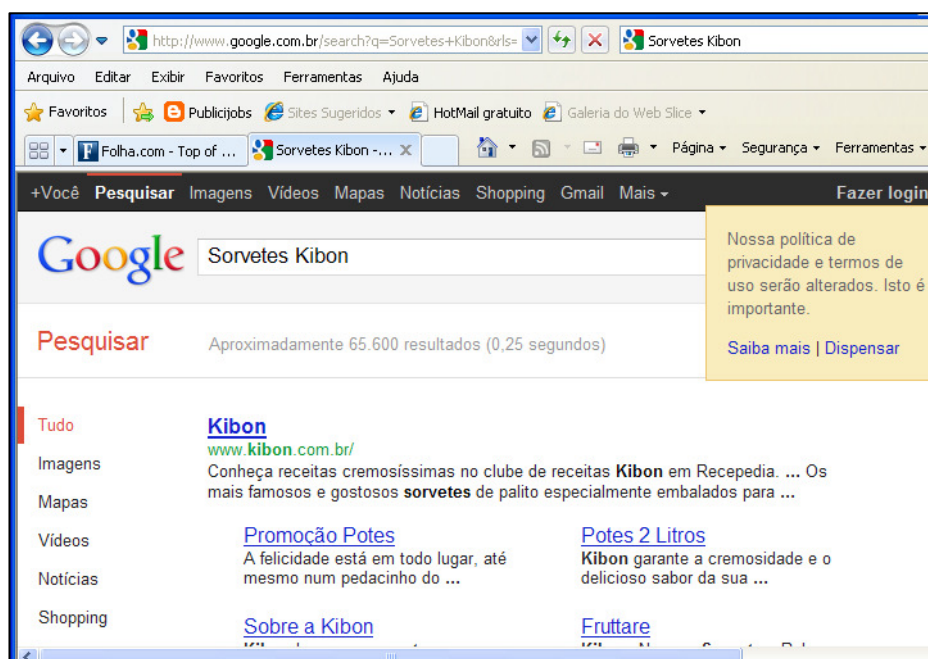 http://www.google.com.br/search?q=Sorvetes+Kibon&rls= Sorvetes Kibon
Arquivo Editar Exibir Favoritos Ferramentas Ajuda
Favoritos Publicijobs Sites Sugeridos HotMail gratuito Galeria do Web Slice
Folha.com - Top of ... Sorvetes Kibon -... Página Segurança Ferramentas
+Você Pesquisar Imagens Vídeos Mapas Notícias Shopping Gmail Mais Fazer login
Google Sorvetes Kibon
Nossa política de
privacidade e termos de
uso serão alterados. Isto é
importante.
Saiba mais | Dispensar
Pesquisar Aproximadamente 65.600 resultados (0,25 segundos)
Tudo
Imagens
Mapas
Vídeos
Notícias
Shopping
Kibon
www.kibon.com.br/
Conheça receitas cremosíssimas no clube de receitas Kibon em Recepedia. ... Os
mais famosos e gostosos sorvetes de palito especialmente embalados para ...
Promoção Potes
A felicidade está em todo lugar, até
mesmo num pedacinho do ...
Potes 2 Litros
Kibon garante a cremosidade e o
delicioso sabor da sua ...
Sobre a Kibon
Fruttare